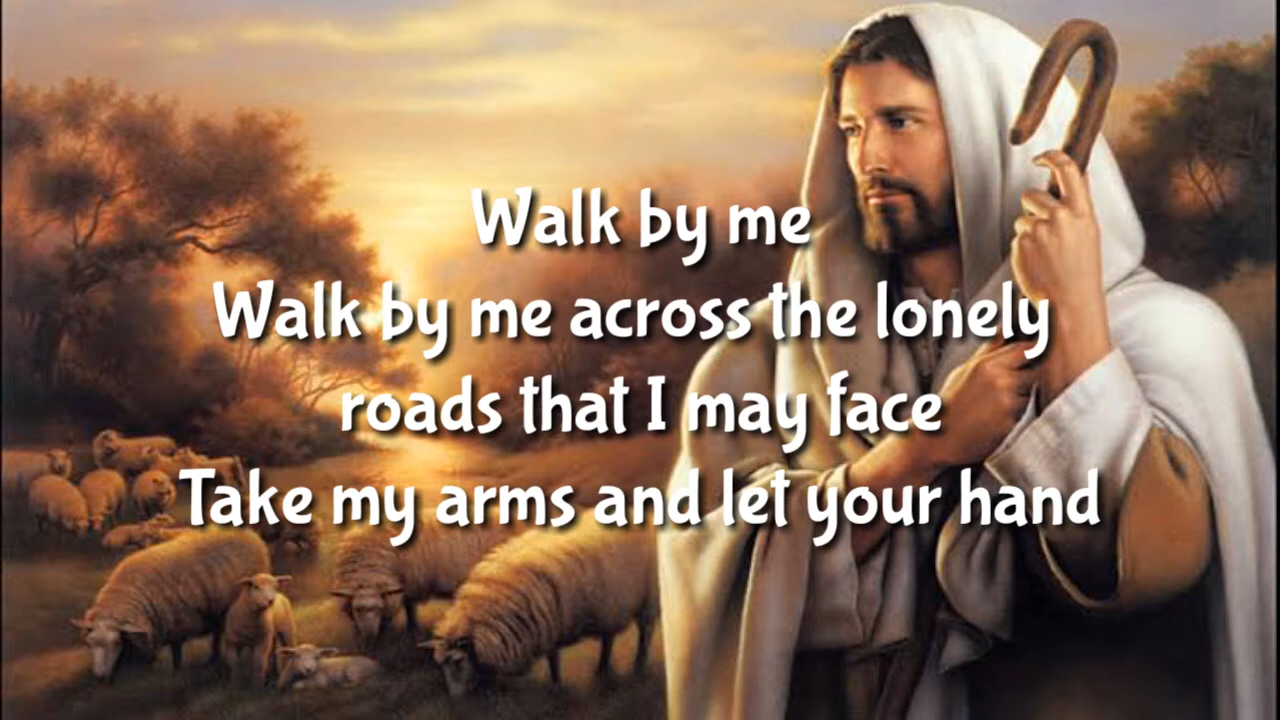 Walk by me
Walk by me across the lonely
roads that I may face
Take my arms and let your hand